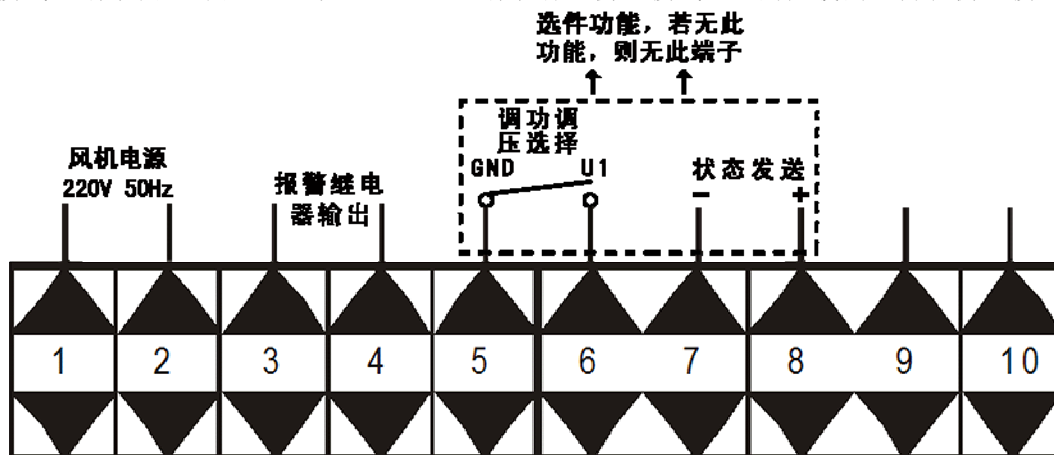 选件功能，若无此
功能，则无此端子
调功调
压选择
GND U1
状态发送
- +
风机电源
220V 50Hz
报警继电
器输出
1 2 3 4 5 6 7 8 9 10